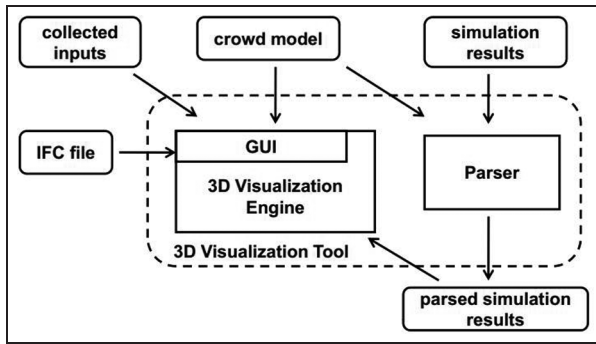 collected
inputs
crowd model
simulation
results
IFC file
GUI
3D Visualization
Engine
Parser
3D Visualization Tool
parsed simulation
results